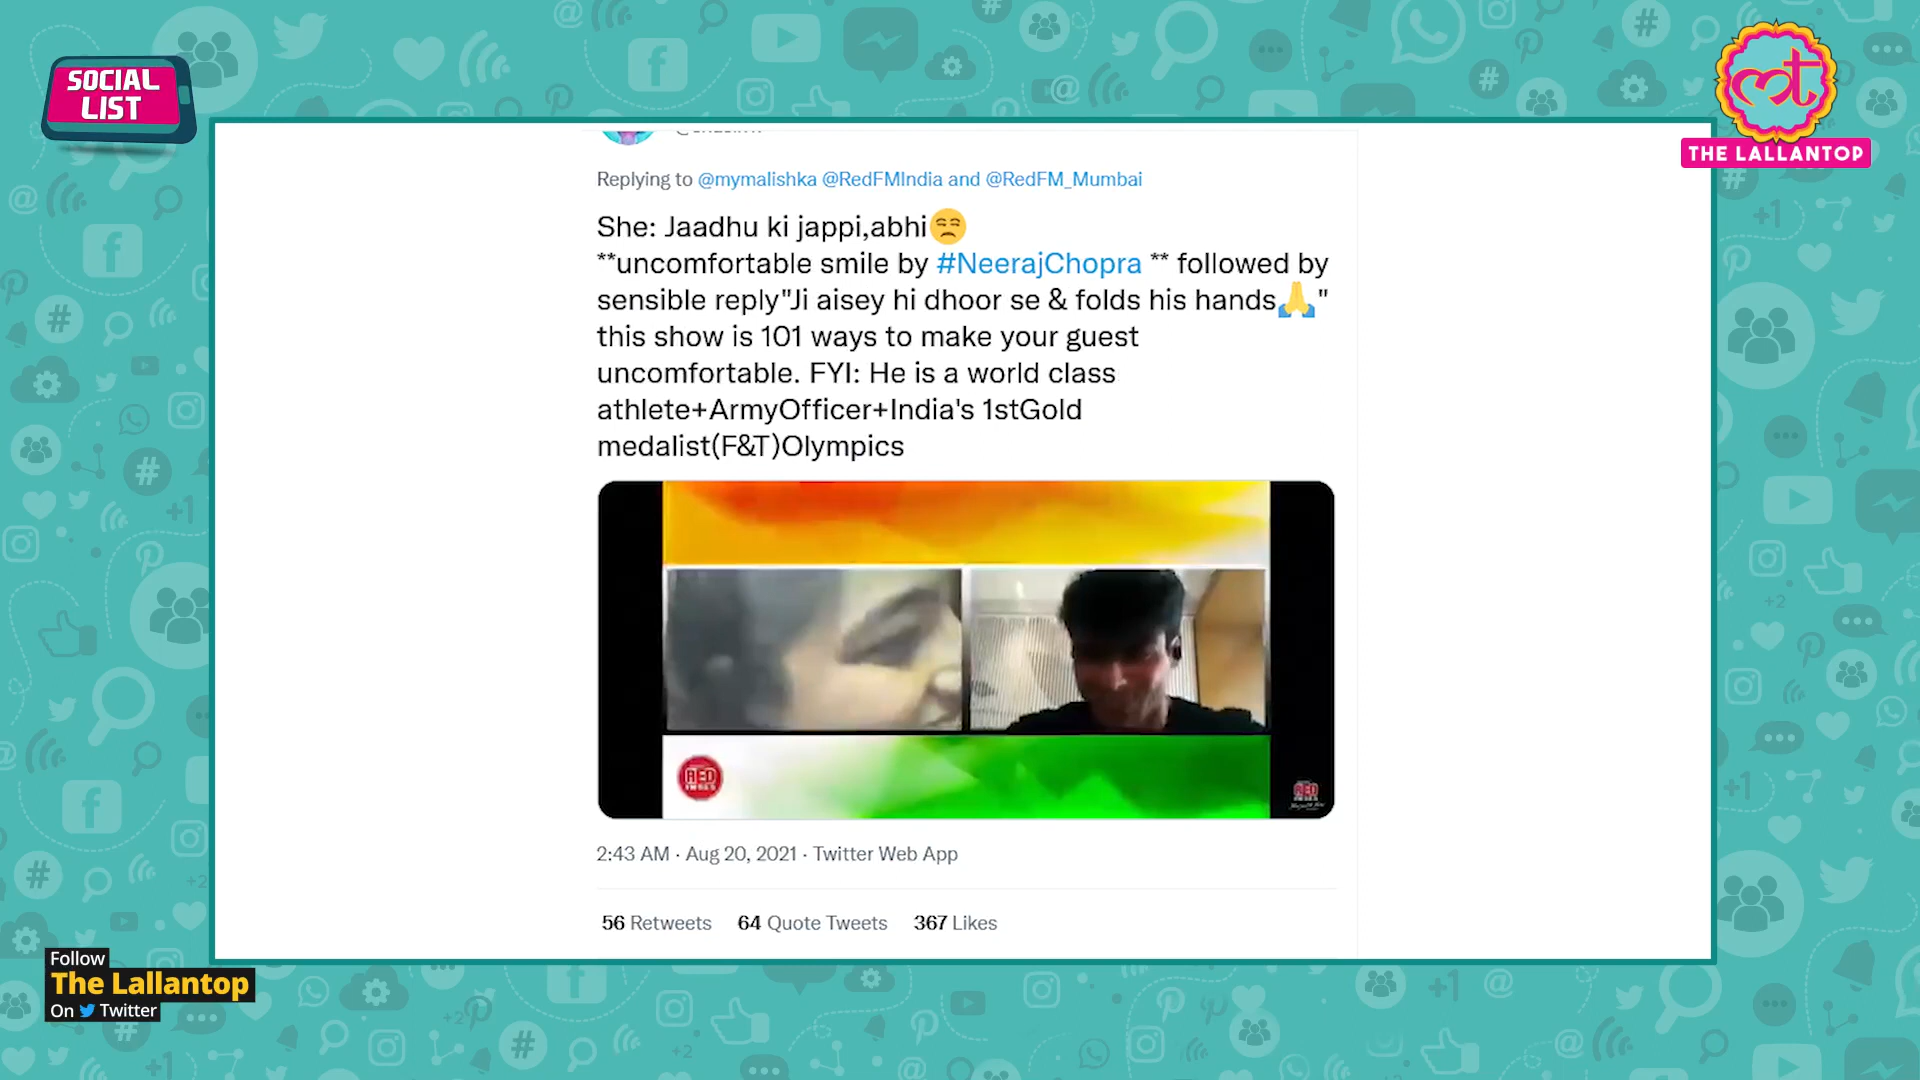 SOCIAL
LIST
THE LALLANTOP
Replying to @mymalishka @RedFMIndia and @RedFM_Mumbai
She: Jaadhu ki jappi,abhi😒
**uncomfortable smile by #NeerajChopra ** followed by
sensible reply"Ji aisey hi dhoor se & folds his hands🙏"
this show is 101 ways to make your guest
uncomfortable. FYI: He is a world class
athlete+ArmyOfficer+India's 1stGold
medalist(F&T)Olympics
RED
RED
2:43 AM · Aug 20, 2021 · Twitter Web App
56 Retweets 64 Quote Tweets 367 Likes
Follow
The Lallantop
On Twitter